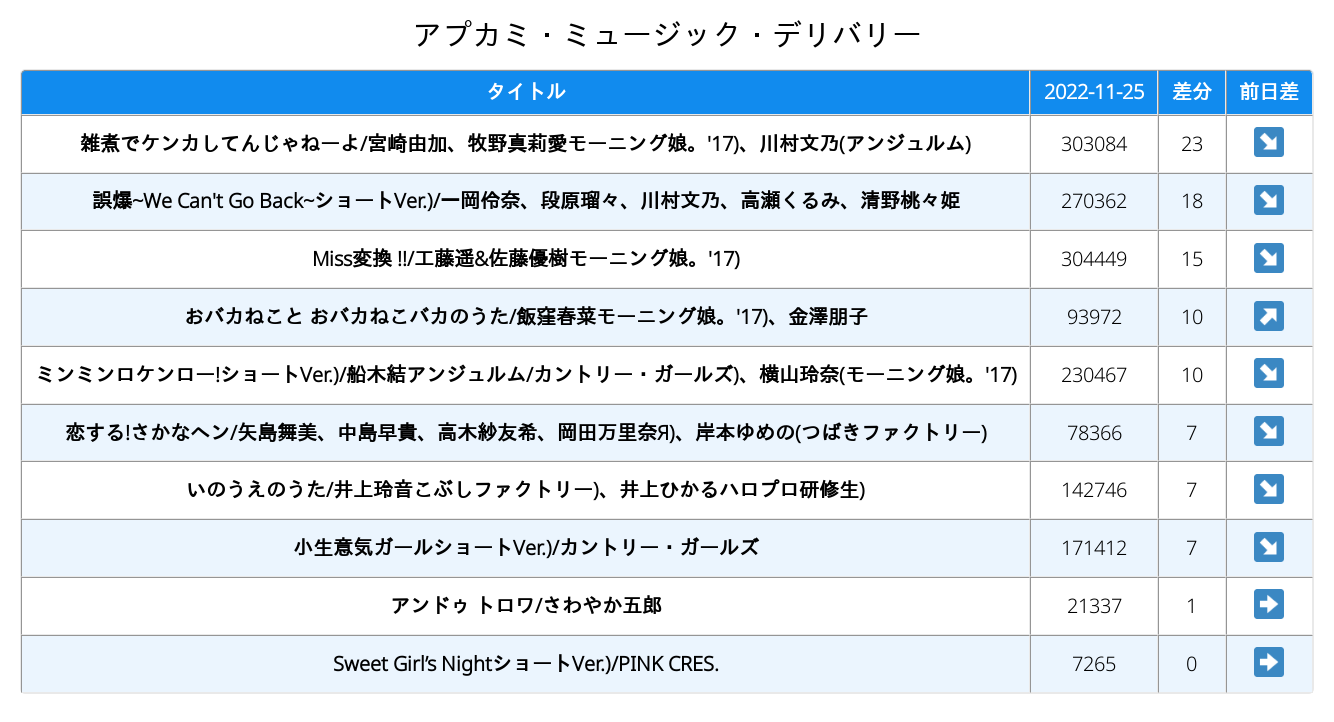 アプカミ・ミュージック・デリバリー
タイトル 2022-11-25 差分 前日差
雑煮でケンカしてんじゃねーよ/宮崎由加、牧野真莉愛モーニング娘。'17)、川村文乃(アンジュルム) 303084 23
誤爆~We Can't Go Back~ショートVer.)/一岡伶奈、段原瑠々、川村文乃、高瀬くるみ、清野桃々姫 270362 18
Miss変換 !!/工藤遥&佐藤優樹モーニング娘。'17) 304449 15
おバカねこと おバカねこバカのうた/飯窪春菜モーニング娘。'17)、金澤朋子 93972 10
ミンミンロケンロー!ショートVer.)/船木結アンジュルム/カントリー・ガールズ)、横山玲奈(モーニング娘。'17) 230467 10
恋する!さかなヘン/矢島舞美、中島早貴、高木紗友希、岡田万里奈Я)、岸本ゆめの(つばきファクトリー) 78366 7
いのうえのうた/井上玲音こぶしファクトリー)、井上ひかるハロプロ研修生) 142746 7
小生意気ガールショートVer.)/カントリー・ガールズ 171412 7
アンドゥ トロワ/さわやか五郎 21337 1
Sweet Girl’s NightショートVer.)/PINK CRES. 7265 0